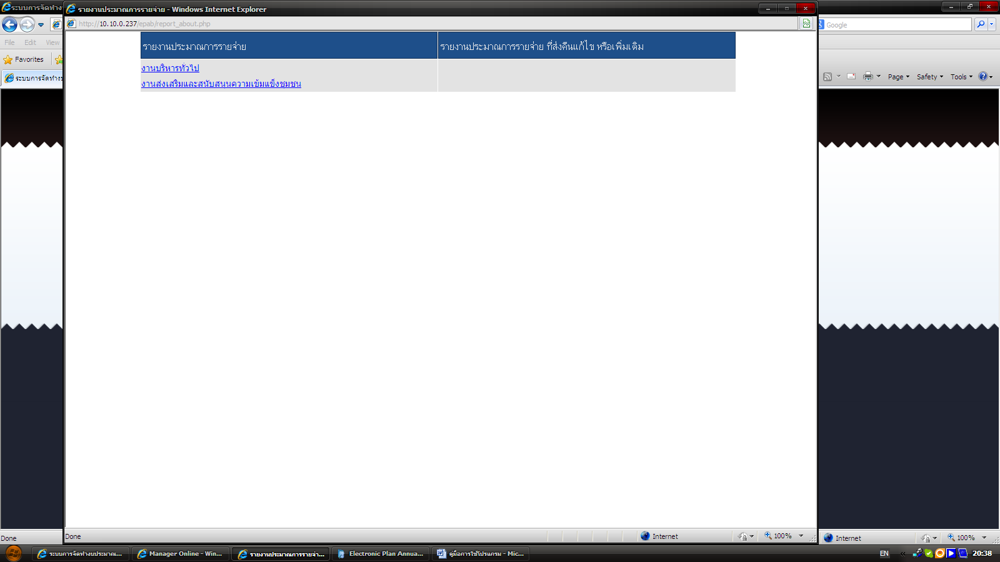 ระบบการจัดทำง
รายงานประมาณการรายจ่าย - Windows Internet Explorer
http://10.10.0.237/epab/report_about.php
Google
File Edit View
Favorites
ระบบการจัดทำงบ
Page Safety Tools
รายงานประมาณการรายจ่าย
รายงานประมาณการรายจ่าย ที่ส่งคืนแก้ไข หรือเพิ่มเติม
งานบริหารทั่วไป
งานส่งเสริมและสนับสนุนความเข้มแข็งชุมชน
Done
Internet
100%
Done
Internet
100%
ระบบการจัดทำงบประมาณ...
Manager Online - Win...
รายงานประมาณการรายจ่า...
Electronic Plan Annua...
คู่มือการใช้โปรแกรม - Mic...
EN
20:38